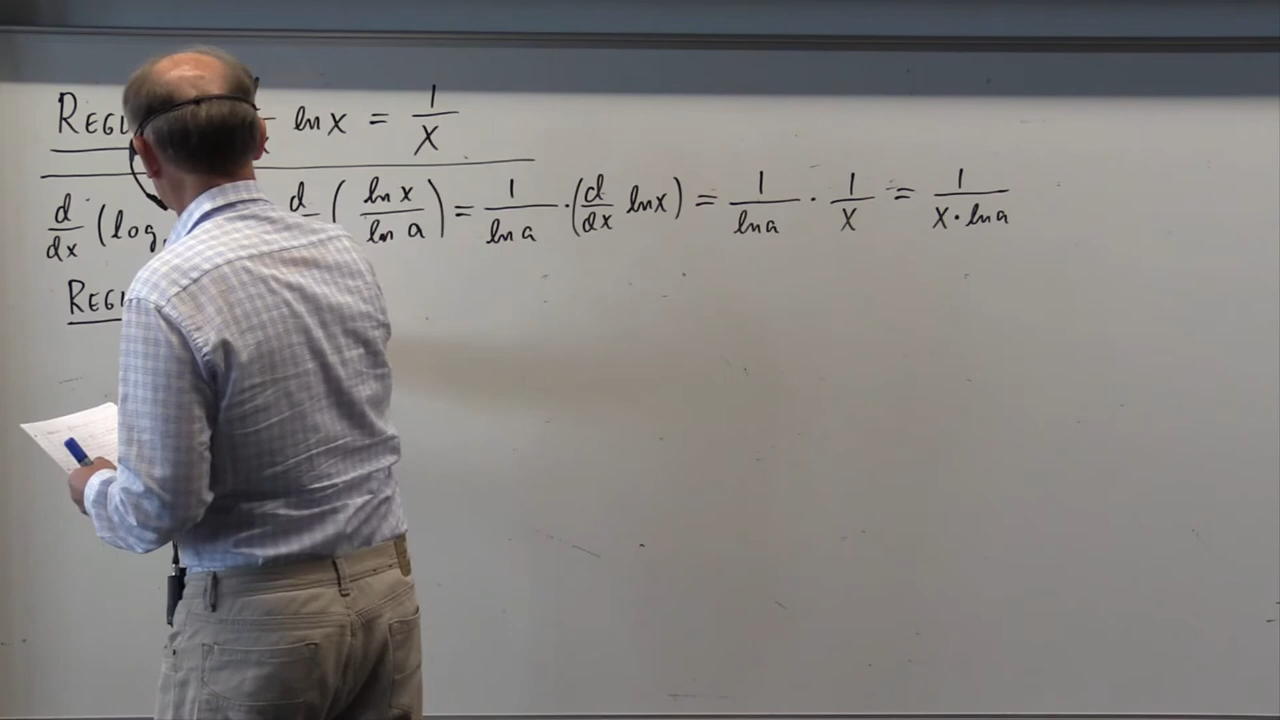 REGU ln x = 1/x
d/dx (log d ( ln x / ln a ) = 1/ln a · ( d/dx ln x ) = 1/ln a · 1/x = 1/(x · ln a)
REGU